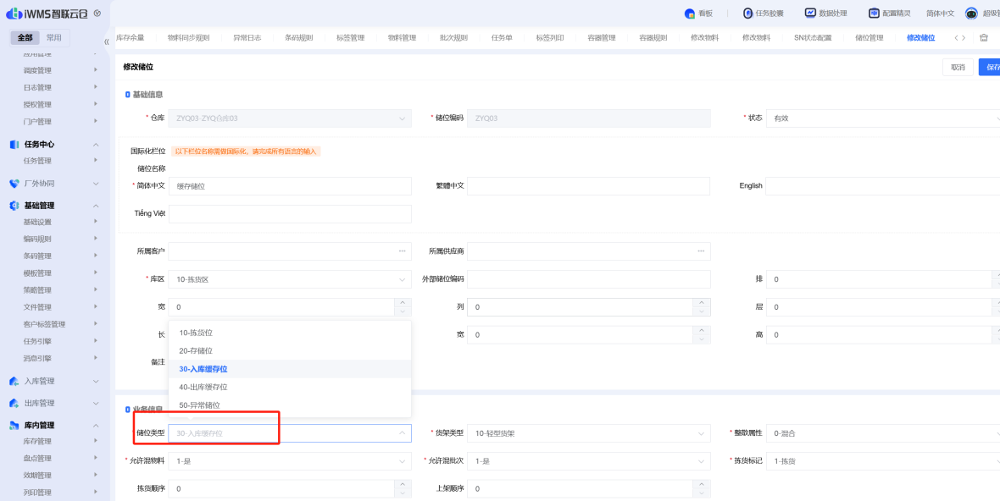 iWMS智联云仓
看板 任务胶囊 数据处理 配置精灵 简体中文 超级管
全部 常用
库存余量 物料同步规则 异常日志 条码规则 标签管理 物料管理 批次规则 任务单 标签列印 容器管理 容器规则 修改物料 修改物料 SN状态配置 储位管理 修改储位
应用管理
调度管理
日志管理
授权管理
门户管理
任务中心
任务管理
厂外协同
基础管理
基础设置
编码规则
条码管理
模板管理
策略管理
文件管理
客户标签管理
任务引擎
消息引擎
入库管理
出库管理
库内管理
库存管理
盘点管理
效期管理
列印管理
修改储位 取消 保存
基础信息
* 仓库 ZYQ03-ZYQ仓库03 * 储位编码 ZYQ03 * 状态 有效
国际化栏位 以下栏位名称需做国际化，请完成所有语言的输入
储位名称
* 简体中文 缓存储位 繁體中文 English
Tiếng Việt
所属客户 所属供应商
* 库区 10-拣货区 外部储位编码 排 0
宽 0 列 0 层 0
长 宽 0 高 0
备注
10-拣货位
20-存储位
30-入库缓存位
40-出库缓存位
50-异常储位
业务信息
储位类型 30-入库缓存位 * 货架类型 10-轻型货架 * 整散属性 0-混合
* 允许混物料 1-是 * 允许混批次 1-是 * 拣货标记 1-拣货
拣货顺序 0 上架顺序 0